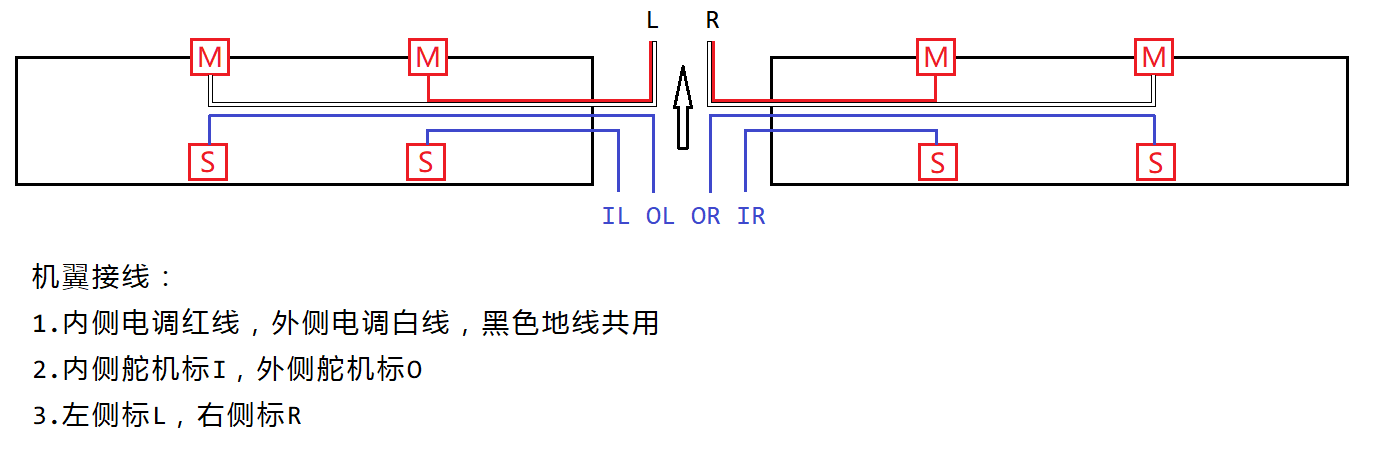 L R
M M M M
S S S S
IL OL OR IR
机翼接线：
1.内侧电调红线，外侧电调白线，黑色地线共用
2.内侧舵机标I，外侧舵机标O
3.左侧标L，右侧标R